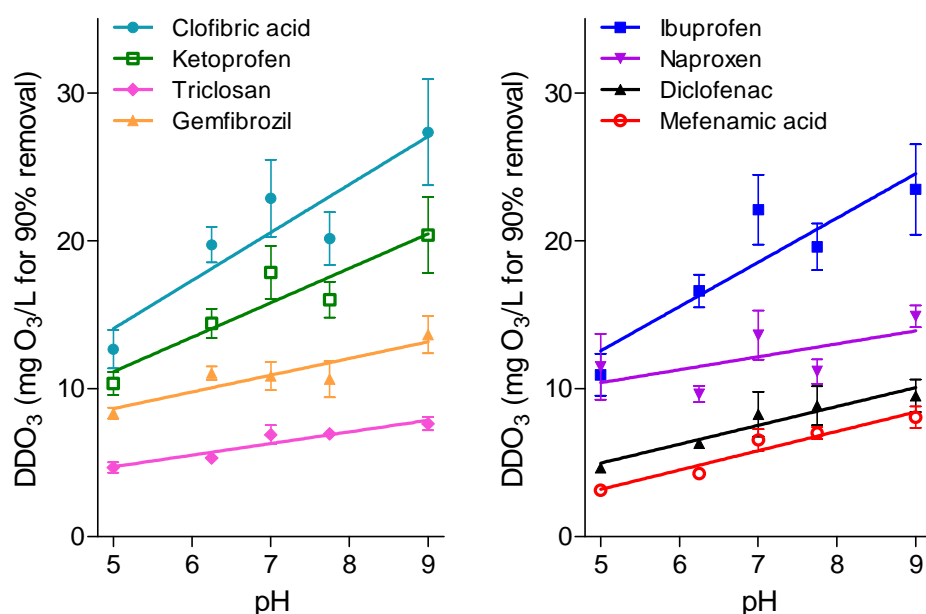 Clofibric acid
Ketoprofen
Triclosan
Gemfibrozil
DDO₃ (mg O₃/L for 90% removal)
30
20
10
0
5 6 7 8 9
pH
Ibuprofen
Naproxen
Diclofenac
Mefenamic acid
DDO₃ (mg O₃/L for 90% removal)
30
20
10
0
5 6 7 8 9
pH